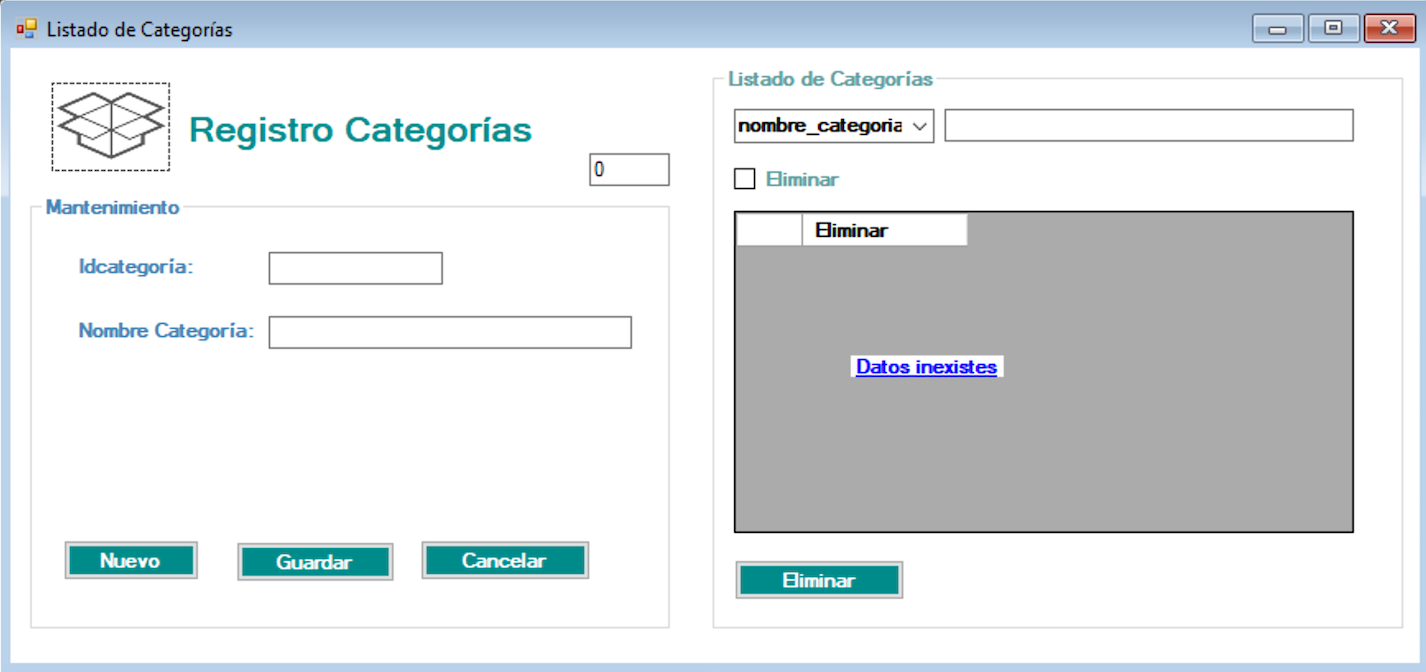 Listado de Categorías
Registro Categorías
0
Mantenimiento
Idcategoría:
Nombre Categoría:
Nuevo
Guardar
Cancelar
Listado de Categorías
nombre_categoria
Eliminar
Eliminar
Datos inexistes
Eliminar